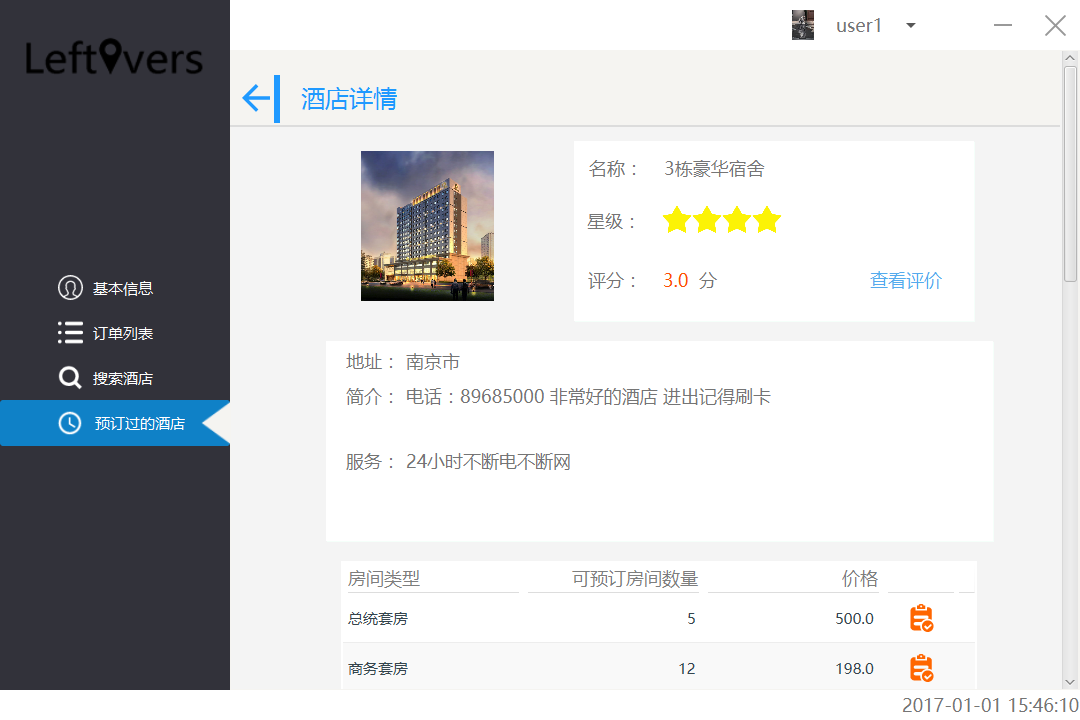 LeftOvers
user1
酒店详情
名称： 3栋豪华宿舍
星级：
评分： 3.0 分 查看评价
基本信息
订单列表
搜索酒店
预订过的酒店
地址： 南京市
简介： 电话：89685000 非常好的酒店 进出记得刷卡
服务： 24小时不断电不断网
房间类型 可预订房间数量 价格
总统套房 5 500.0
商务套房 12 198.0
2017-01-01 15:46:10